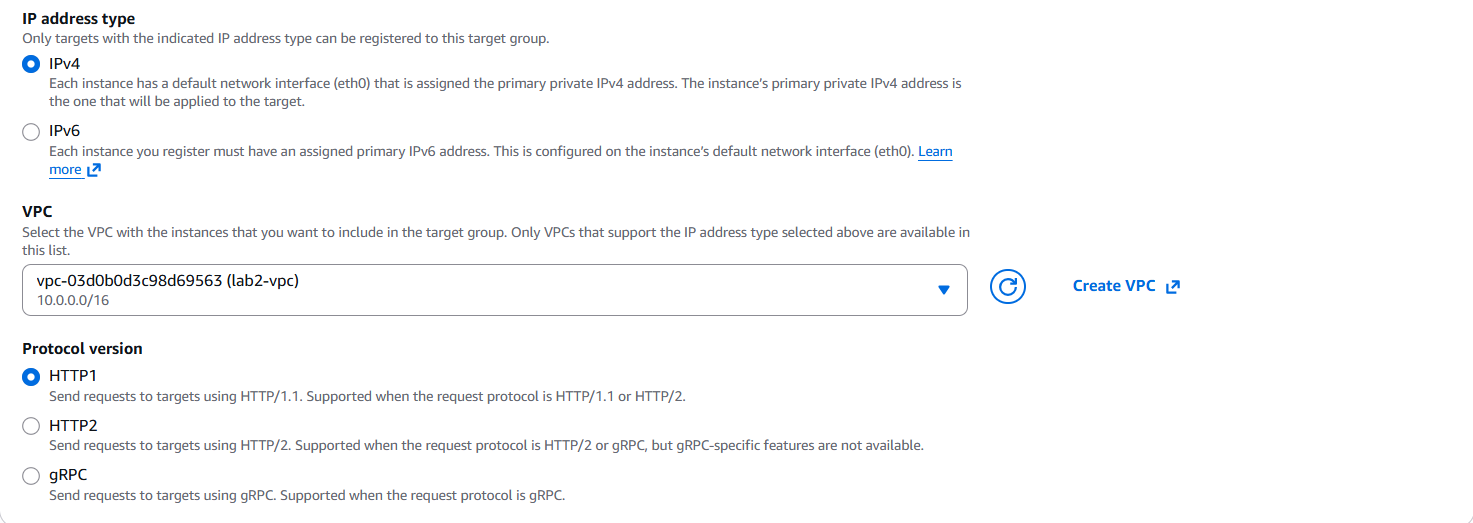 IP address type
Only targets with the indicated IP address type can be registered to this target group.
IPv4
Each instance has a default network interface (eth0) that is assigned the primary private IPv4 address. The instance's primary private IPv4 address is
the one that will be applied to the target.
IPv6
Each instance you register must have an assigned primary IPv6 address. This is configured on the instance's default network interface (eth0). Learn
more
VPC
Select the VPC with the instances that you want to include in the target group. Only VPCs that support the IP address type selected above are available in
this list.
vpc-03d0b0d3c98d69563 (lab2-vpc)
10.0.0.0/16
Create VPC
Protocol version
HTTP1
Send requests to targets using HTTP/1.1. Supported when the request protocol is HTTP/1.1 or HTTP/2.
HTTP2
Send requests to targets using HTTP/2. Supported when the request protocol is HTTP/2 or gRPC, but gRPC-specific features are not available.
gRPC
Send requests to targets using gRPC. Supported when the request protocol is gRPC.